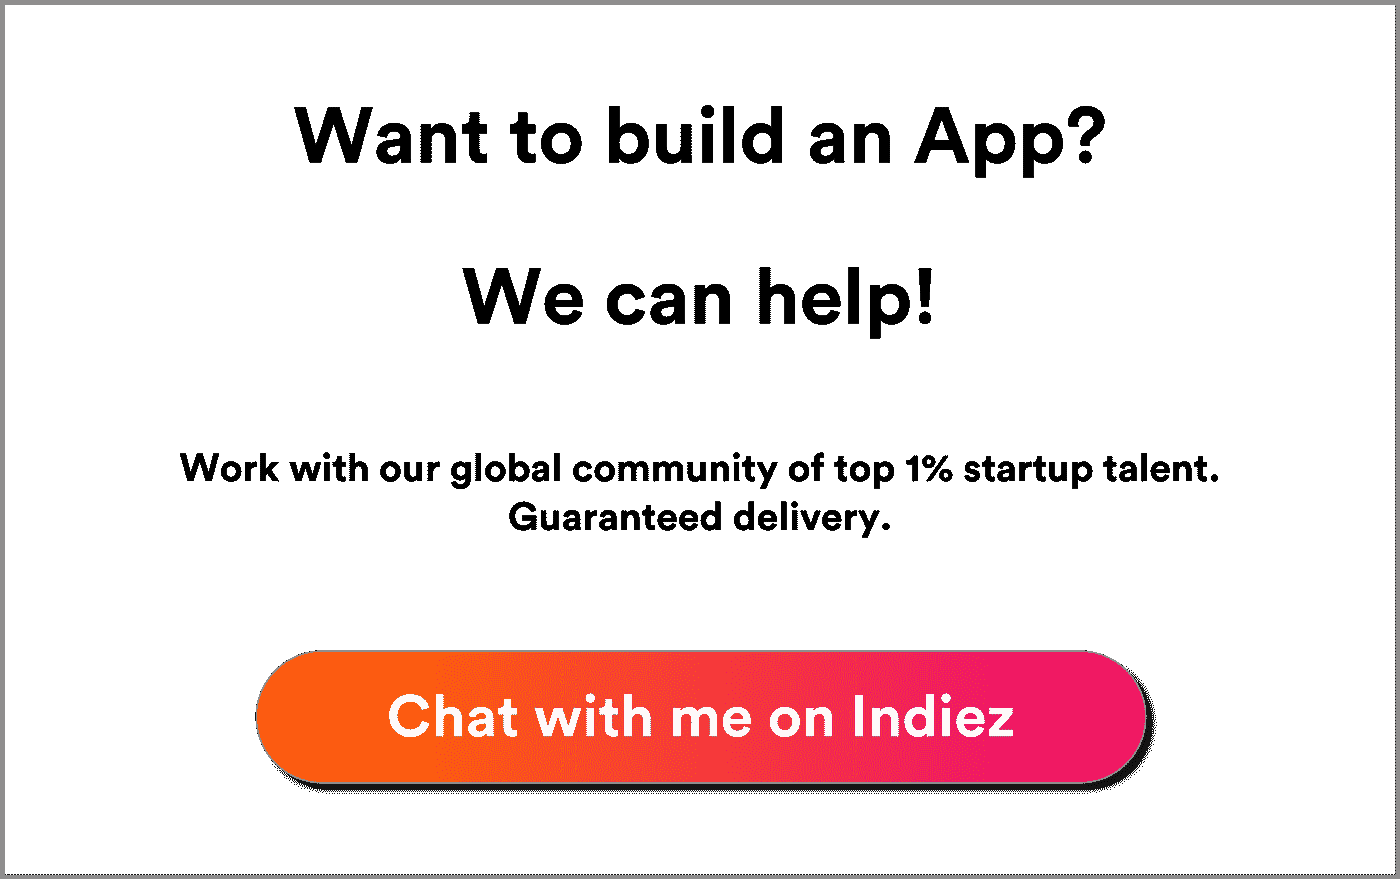 Want to build an App?
We can help!
Work with our global community of top 1% startup talent.
Guaranteed delivery.
Chat with me on Indiez